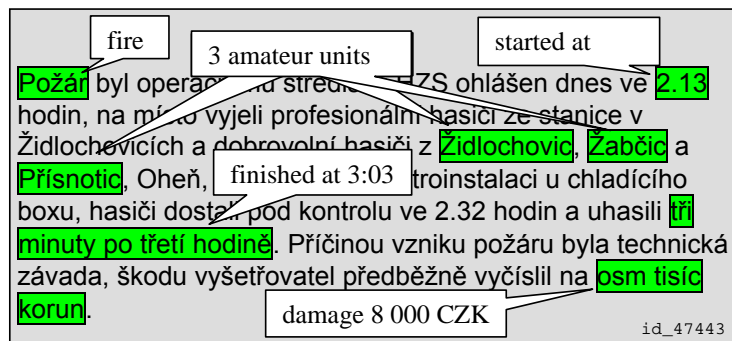 fire
3 amateur units
started at
Požár byl operač HZS ohlášen dnes ve 2.13
hodin, na místo vyjeli profesionální hasiči ze stanice v
Židlochovicích a dobrovolní hasiči z Židlochovic, Žabčic a
Přísnotic, Oheň, troinstalaci u chladícího
finished at 3:03
boxu, hasiči dostali pod kontrolu ve 2.32 hodin a uhasili tři
minuty po třetí hodině. Příčinou vzniku požáru byla technická
závada, škodu vyšetřovatel předběžně vyčíslil na osm tisíc
korun.
damage 8 000 CZK
id_47443